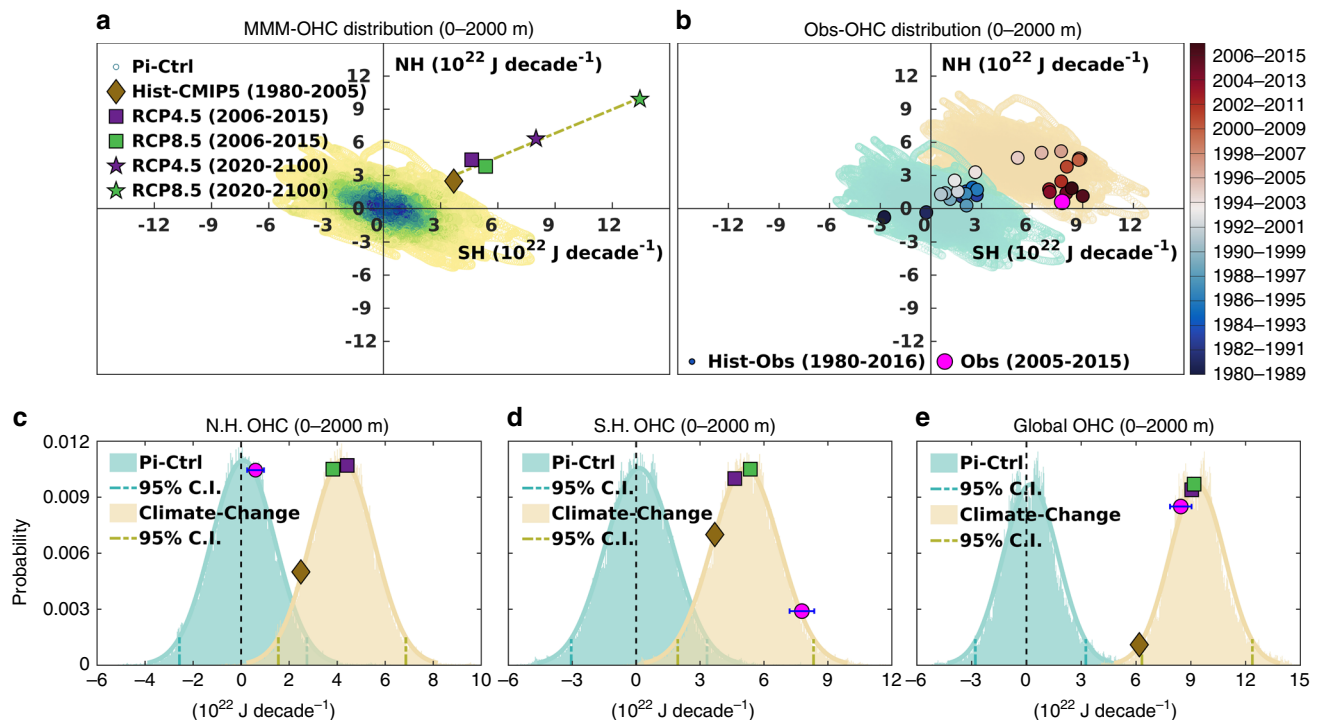 a
MMM-OHC distribution (0–2000 m)
NH (10²² J decade⁻¹)
Pi-Ctrl
Hist-CMIP5 (1980-2005)
RCP4.5 (2006-2015)
RCP8.5 (2006-2015)
RCP4.5 (2020-2100)
RCP8.5 (2020-2100)
12
9
6
3
0
-3
-6
-9
-12
-12 -9 -6 -3 0 3 6 9 12
SH (10²² J decade⁻¹)
b
Obs-OHC distribution (0–2000 m)
NH (10²² J decade⁻¹)
12
9
6
3
0
-3
-6
-9
-12
-12 -9 -6 -3 0 3 6 9 12
SH (10²² J decade⁻¹)
Hist-Obs (1980-2016) Obs (2005-2015)
2006–2015
2004–2013
2002–2011
2000–2009
1998–2007
1996–2005
1994–2003
1992–2001
1990–1999
1988–1997
1986–1995
1984–1993
1982–1991
1980–1989
c
N.H. OHC (0–2000 m)
Pi-Ctrl
95% C.I.
Climate-Change
95% C.I.
Probability
0.012
0.009
0.006
0.003
0
−6 −4 −2 0 2 4 6 8 10
(10²² J decade⁻¹)
d
S.H. OHC (0–2000 m)
Pi-Ctrl
95% C.I.
Climate-Change
95% C.I.
−6 −3 0 3 6 9 12
(10²² J decade⁻¹)
e
Global OHC (0–2000 m)
Pi-Ctrl
95% C.I.
Climate-Change
95% C.I.
−6 −3 0 3 6 9 12 15
(10²² J decade⁻¹)